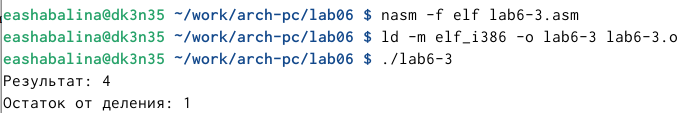 eashabalina@dk3n35 ~/work/arch-pc/lab06 $ nasm -f elf lab6-3.asm
eashabalina@dk3n35 ~/work/arch-pc/lab06 $ ld -m elf_i386 -o lab6-3 lab6-3.o
eashabalina@dk3n35 ~/work/arch-pc/lab06 $ ./lab6-3
Результат: 4
Остаток от деления: 1